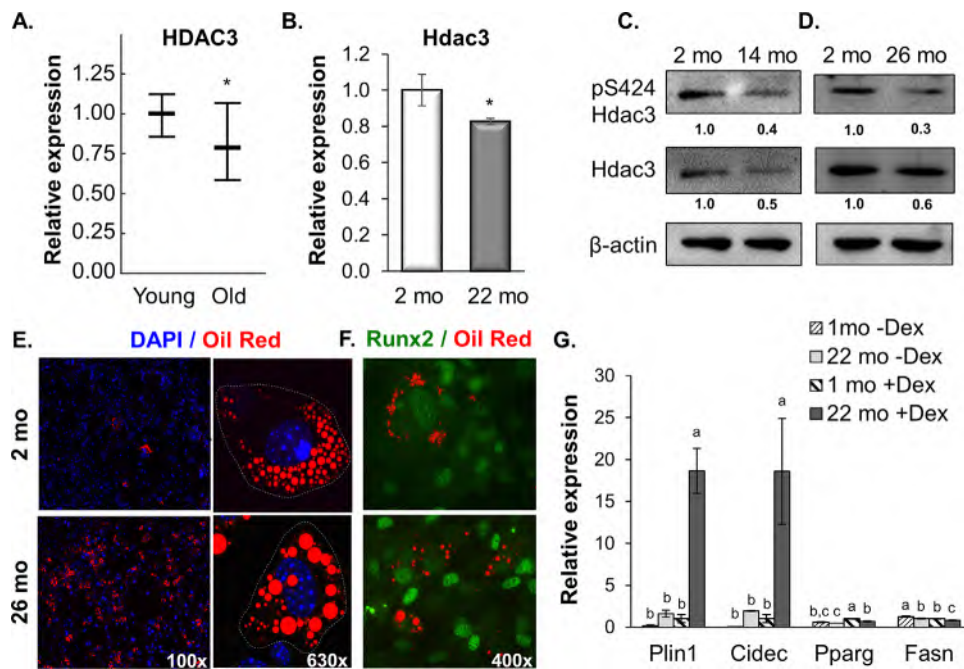 A.
HDAC3
Relative expression
1.25
1.00
0.75
0.50
0.25
0.00
*
Young Old
B.
Hdac3
Relative expression
1.2
1.0
0.8
0.6
0.4
0.2
0.0
*
2 mo 22 mo
C. D.
2 mo 14 mo 2 mo 26 mo
pS424
Hdac3
1.0 0.4 1.0 0.3
Hdac3
1.0 0.5 1.0 0.6
β-actin
E. DAPI / Oil Red F. Runx2 / Oil Red
2 mo
26 mo
100x 630x 400x
G.
1mo -Dex
22 mo -Dex
1 mo +Dex
22 mo +Dex
Relative expression
30
25
20
15
10
5
0
b b b a
b b b a
b,c c a b
a b b c
Plin1 Cidec Pparg Fasn